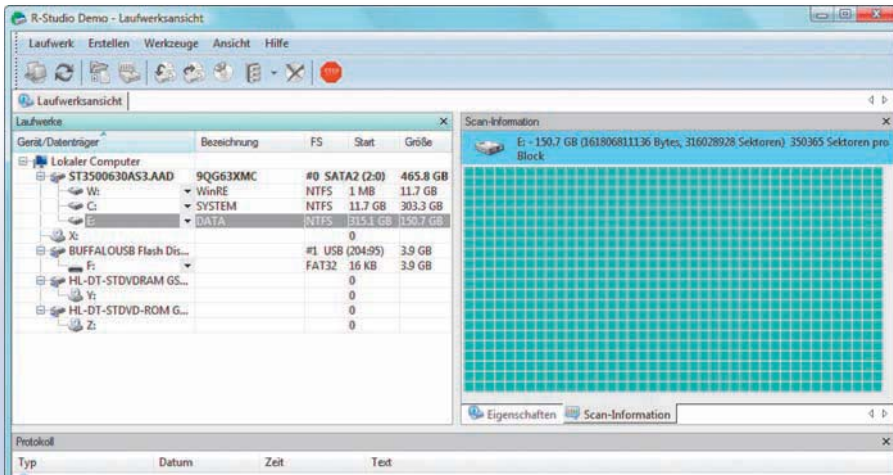 R-Studio Demo - Laufwerksansicht
Laufwerk Erstellen Werkzeuge Ansicht Hilfe
STOP
Laufwerksansicht
Laufwerke
Gerät/Datenträger Bezeichnung FS Start Größe
Lokaler Computer
ST3500630AS3.AAD 9QG63XMC #0 SATA2 (2:0) 465.8 GB
W: WinRE NTFS 1 MB 11.7 GB
C: SYSTEM NTFS 11.7 GB 303.3 GB
E: DATA NTFS 315.1 GB 150.7 GB
X: 0
BUFFALOUSB Flash Dis... #1 USB (204:95) 3.9 GB
F: FAT32 16 KB 3.9 GB
HL-DT-STDVDRAM GS... 0
Y: 0
HL-DT-STDVD-ROM G... 0
Z: 0
Scan-Information
E: - 150.7 GB (161806811136 Bytes, 316028928 Sektoren) 350365 Sektoren pro
Block
Eigenschaften Scan-Information
Protokoll
Typ Datum Zeit Text